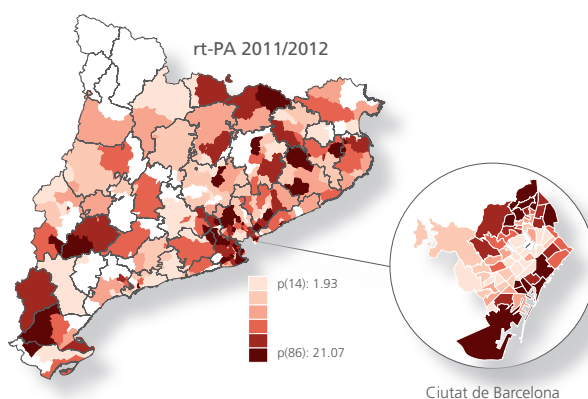 rt-PA 2011/2012
p(14): 1.93
p(86): 21.07
Ciutat de Barcelona